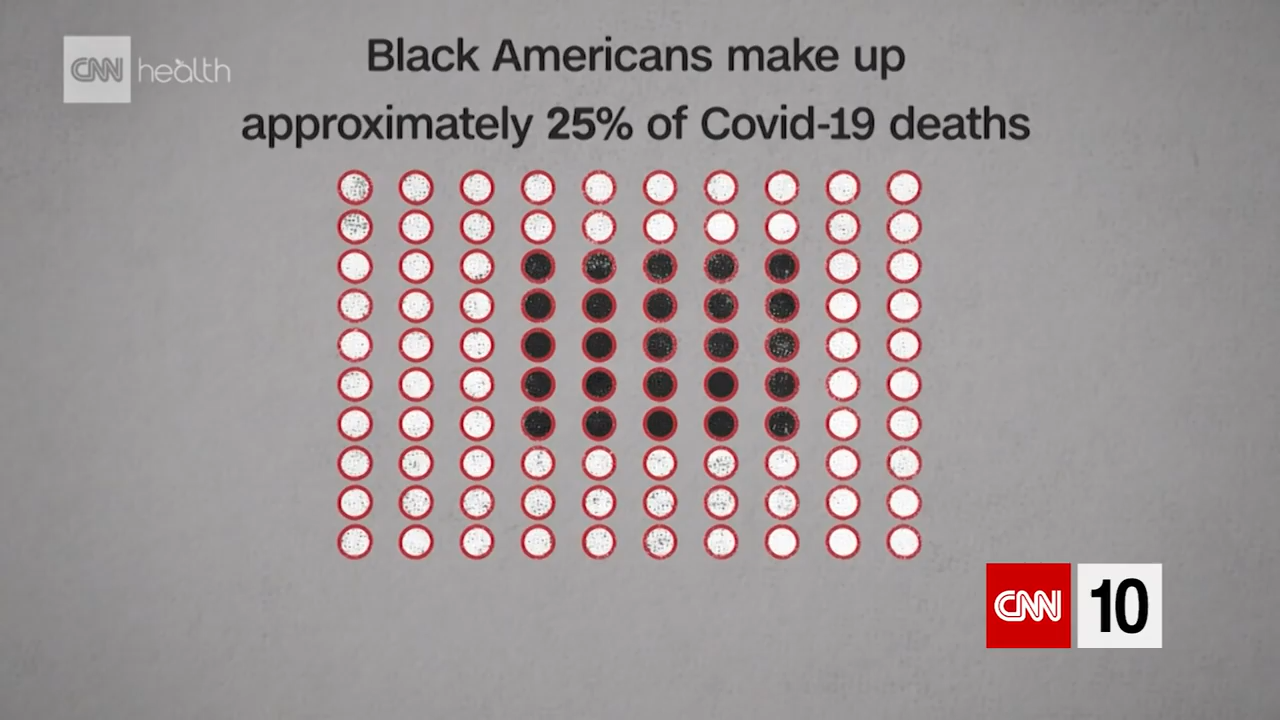 CNN health
Black Americans make up
approximately 25% of Covid-19 deaths
CNN 10